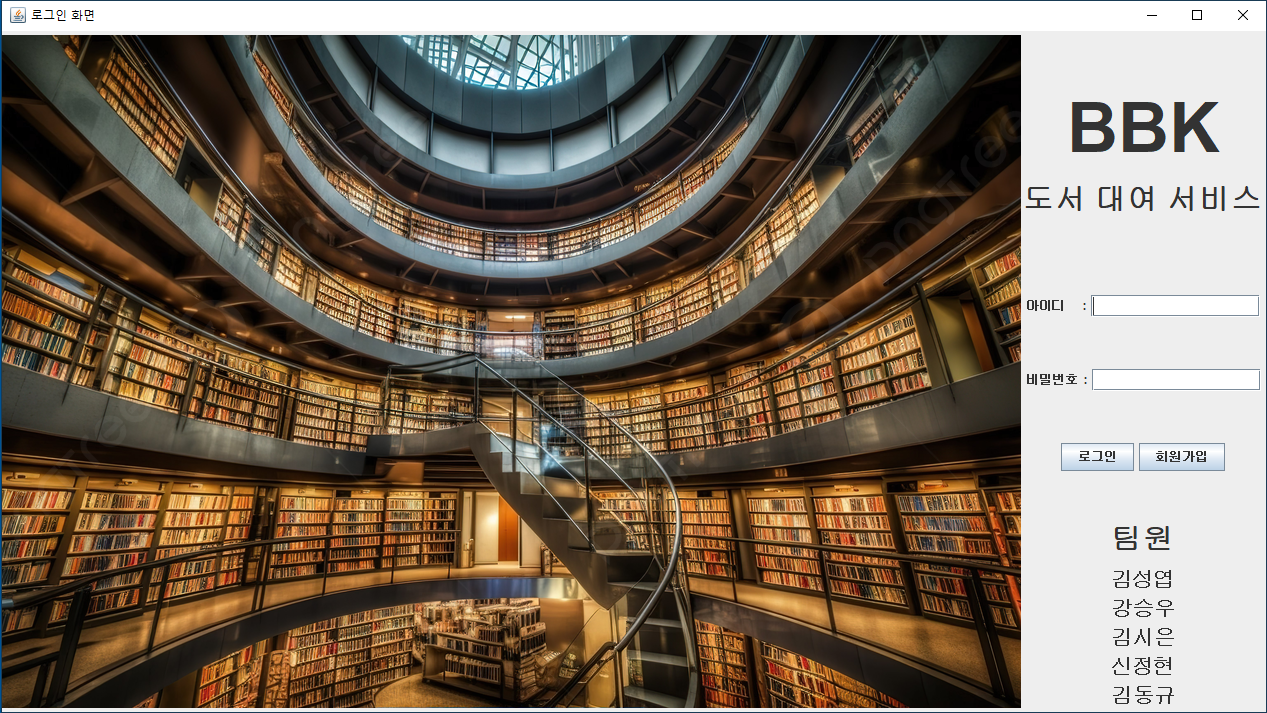 로그인 화면
BBK
도서 대여 서비스
아이디 :
비밀번호 :
로그인 회원가입
팀원
김성엽
강승우
김시은
신정현
김동규